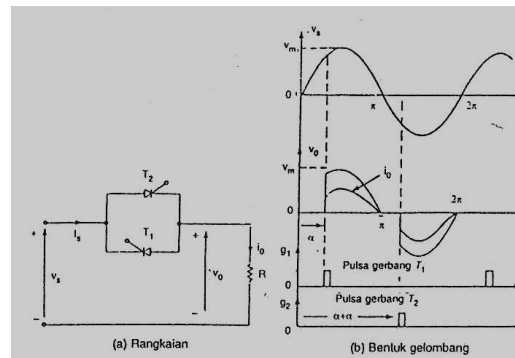 T₂
T₁
+
+
Iₛ
i₀
vₛ
v₀
R
−
−
(a) Rangkaian
vₛ
vₘ
0
π
2π
v₀
vₘ
i₀
0
α
π
2π
g₁
Pulsa gerbang T₁
0
g₂
Pulsa gerbang T₂
α+α
0
(b) Bentuk gelombang